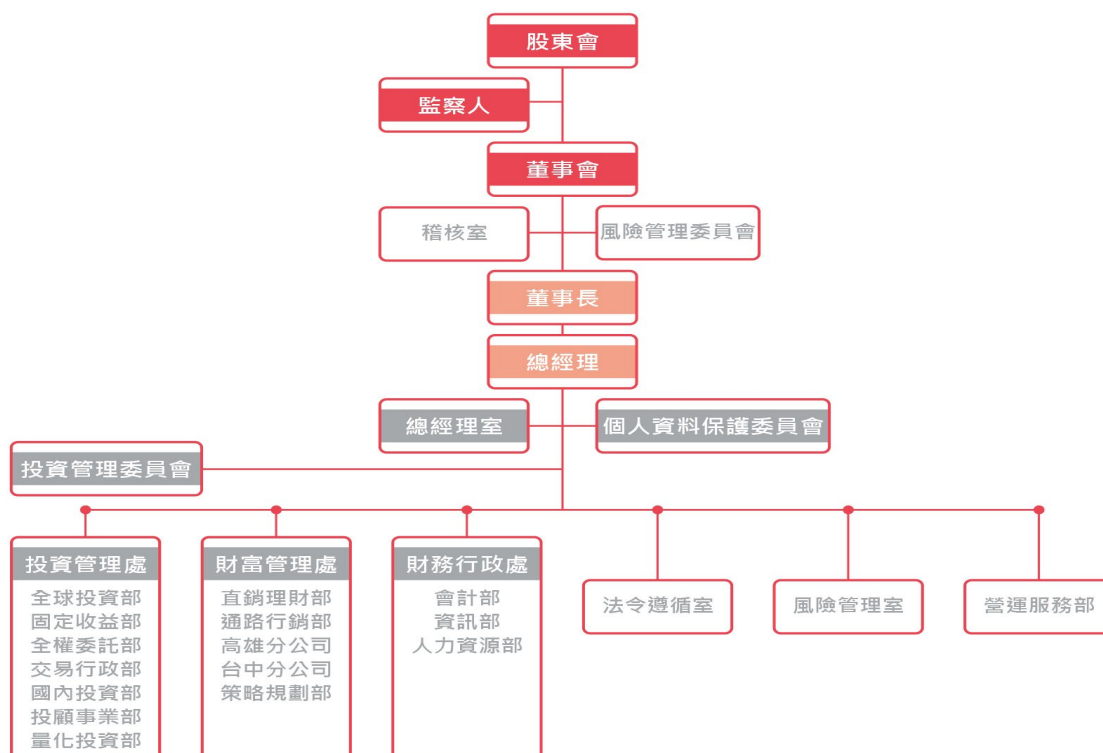 股東會
監察人
董事會
稽核室
風險管理委員會
董事長
總經理
總經理室
個人資料保護委員會
投資管理委員會
投資管理處
全球投資部
固定收益部
全權委託部
交易行政部
國內投資部
投顧事業部
量化投資部
財富管理處
直銷理財部
通路行銷部
高雄分公司
台中分公司
策略規劃部
財務行政處
會計部
資訊部
人力資源部
法令遵循室
風險管理室
營運服務部